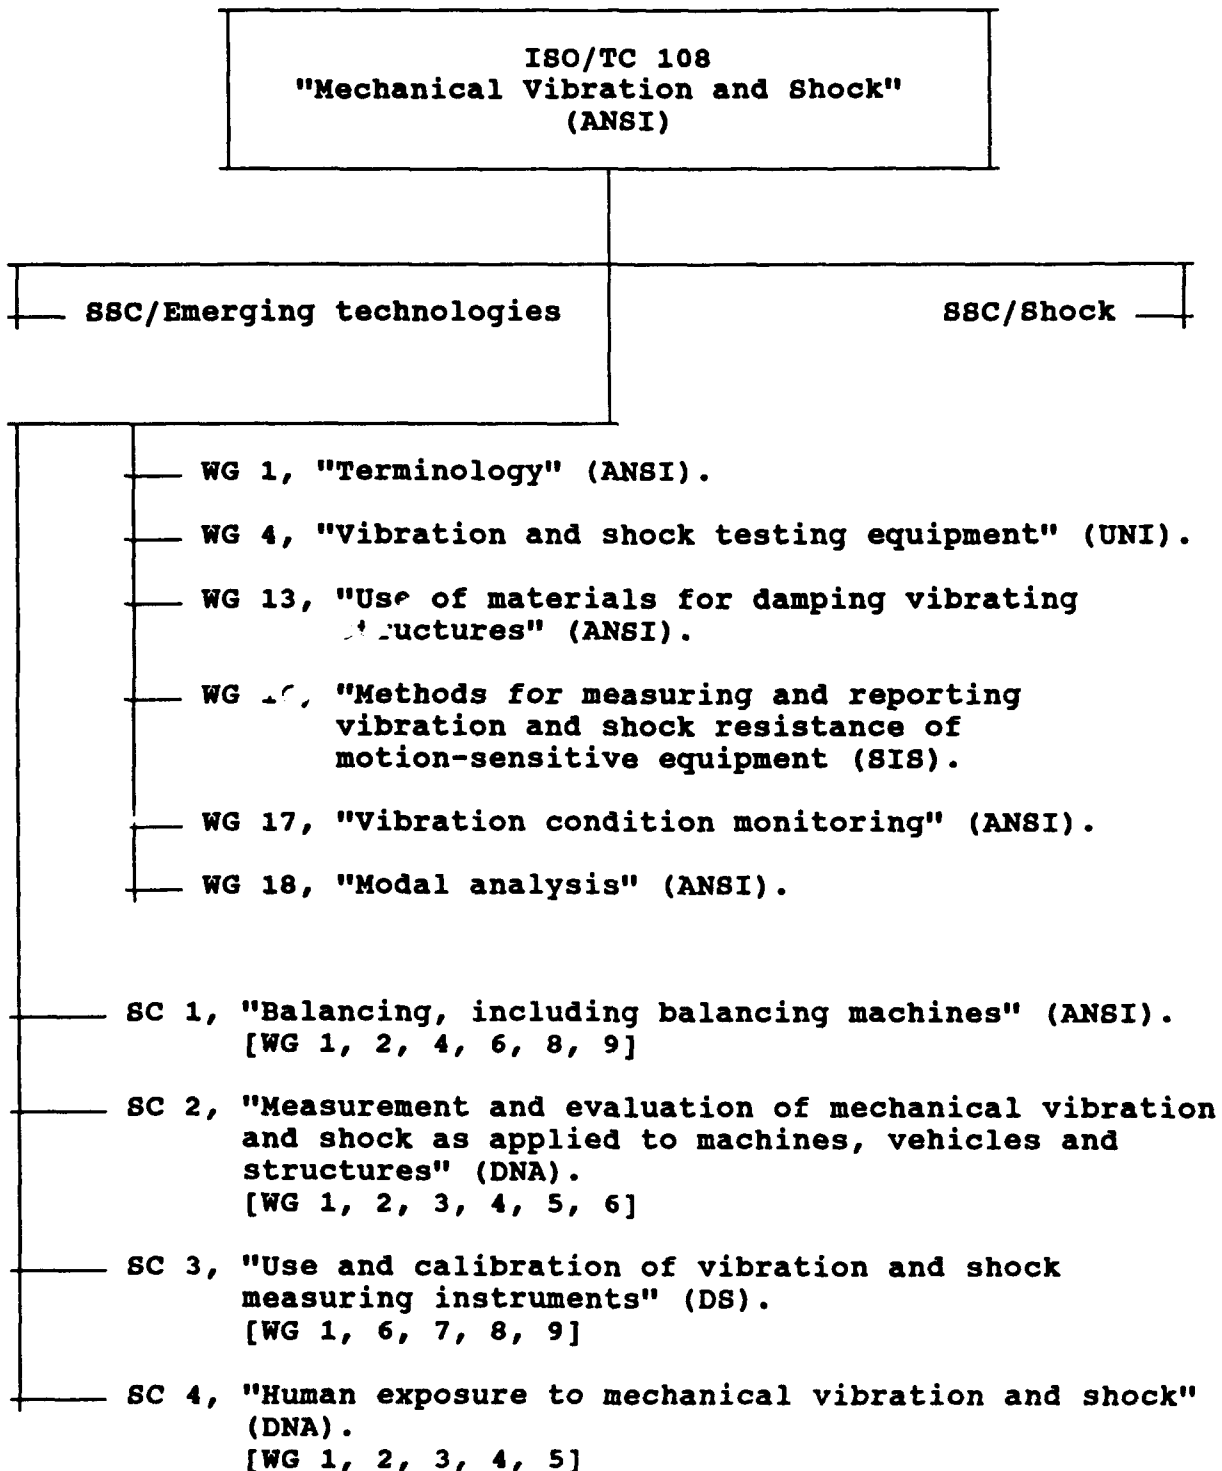 ISO/TC 108
"Mechanical Vibration and Shock"
(ANSI)
SSC/Emerging technologies
SSC/Shock
WG 1, "Terminology" (ANSI).
WG 4, "Vibration and shock testing equipment" (UNI).
WG 13, "Use of materials for damping vibrating
(ANSI).
WG "Methods for measuring and reporting
vibration and shock resistance of
motion-sensitive equipment (SIS).
WG 17, "Vibration condition monitoring" (ANSI).
WG 18, "Modal analysis" (ANSI).
SC 1, "Balancing, including balancing machines" (ANSI).
[WG 1, 2, 4, 6, 8, 9]
SC 2, "Measurement and evaluation of mechanical vibration
and shock as applied to machines, vehicles and
structures" (DNA).
[WG 1, 2, 3, 4, 5, 6]
SC 3, "Use and calibration of vibration and shock
measuring instruments" (DS).
[WG 1, 6, 7, 8, 9]
SC 4, "Human exposure to mechanical vibration and shock"
(DNA).
[WG 1, 2, 3, 4, 5]